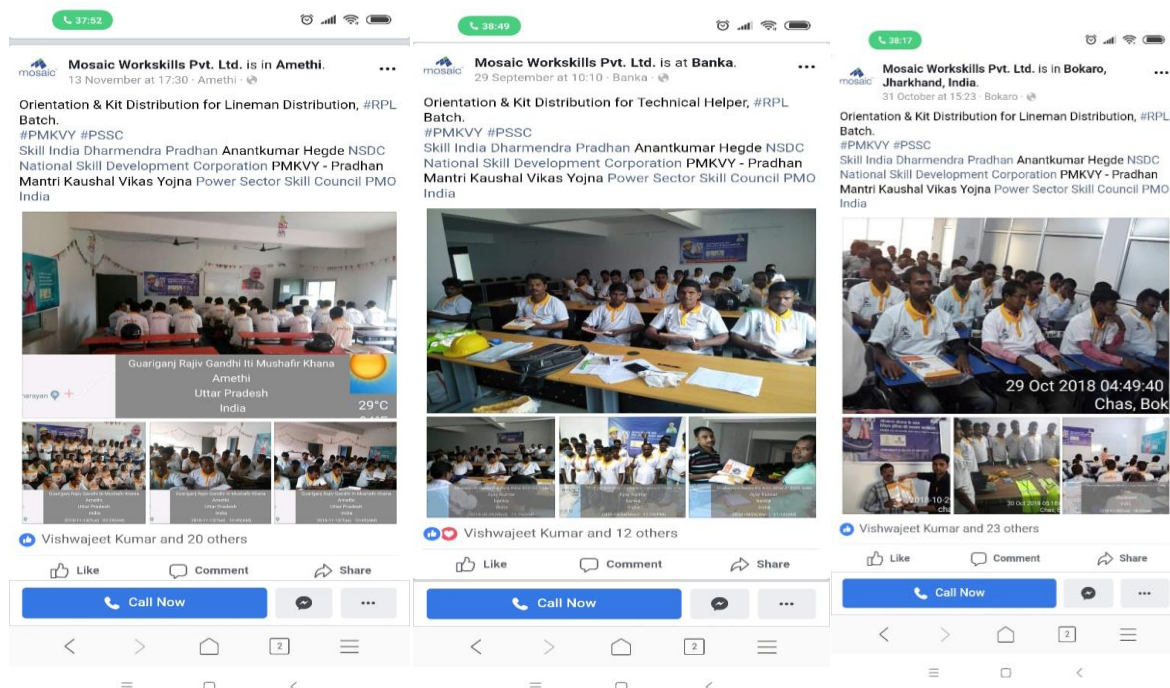 37:52
mosaic
Mosaic Workskills Pvt. Ltd. is in Amethi.
13 November at 17:30 · Amethi ·
Orientation & Kit Distribution for Lineman Distribution, #RPL
Batch.
#PMKVY #PSSC
Skill India Dharmendra Pradhan Anantkumar Hegde NSDC
National Skill Development Corporation PMKVY - Pradhan
Mantri Kaushal Vikas Yojna Power Sector Skill Council PMO
India
Guariganj Rajiv Gandhi Iti Mushafir Khana
Amethi
Uttar Pradesh
India
29°C
Vishwajeet Kumar and 20 others
Like
Comment
Share
Call Now
2
38:49
mosaic
Mosaic Workskills Pvt. Ltd. is at Banka.
29 September at 10:10 · Banka ·
Orientation & Kit Distribution for Technical Helper, #RPL
Batch.
#PMKVY #PSSC
Skill India Dharmendra Pradhan Anantkumar Hegde NSDC
National Skill Development Corporation PMKVY - Pradhan
Mantri Kaushal Vikas Yojna Power Sector Skill Council PMO
India
Vishwajeet Kumar and 12 others
Like
Comment
Share
Call Now
2
38:17
mosaic
Mosaic Workskills Pvt. Ltd. is in Bokaro,
Jharkhand, India.
31 October at 15:23 · Bokaro ·
Orientation & Kit Distribution for Lineman Distribution, #RPL
Batch.
#PMKVY #PSSC
Skill India Dharmendra Pradhan Anantkumar Hegde NSDC
National Skill Development Corporation PMKVY - Pradhan
Mantri Kaushal Vikas Yojna Power Sector Skill Council PMO
India
29 Oct 2018 04:49:40
Chas, Bok
Vishwajeet Kumar and 23 others
Like
Comment
Share
Call Now
2